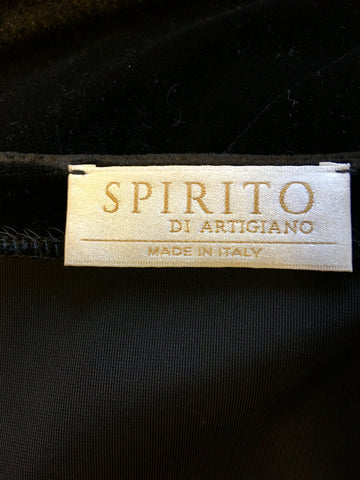 SPIRITO
DI ARTIGIANO
MADE IN ITALY